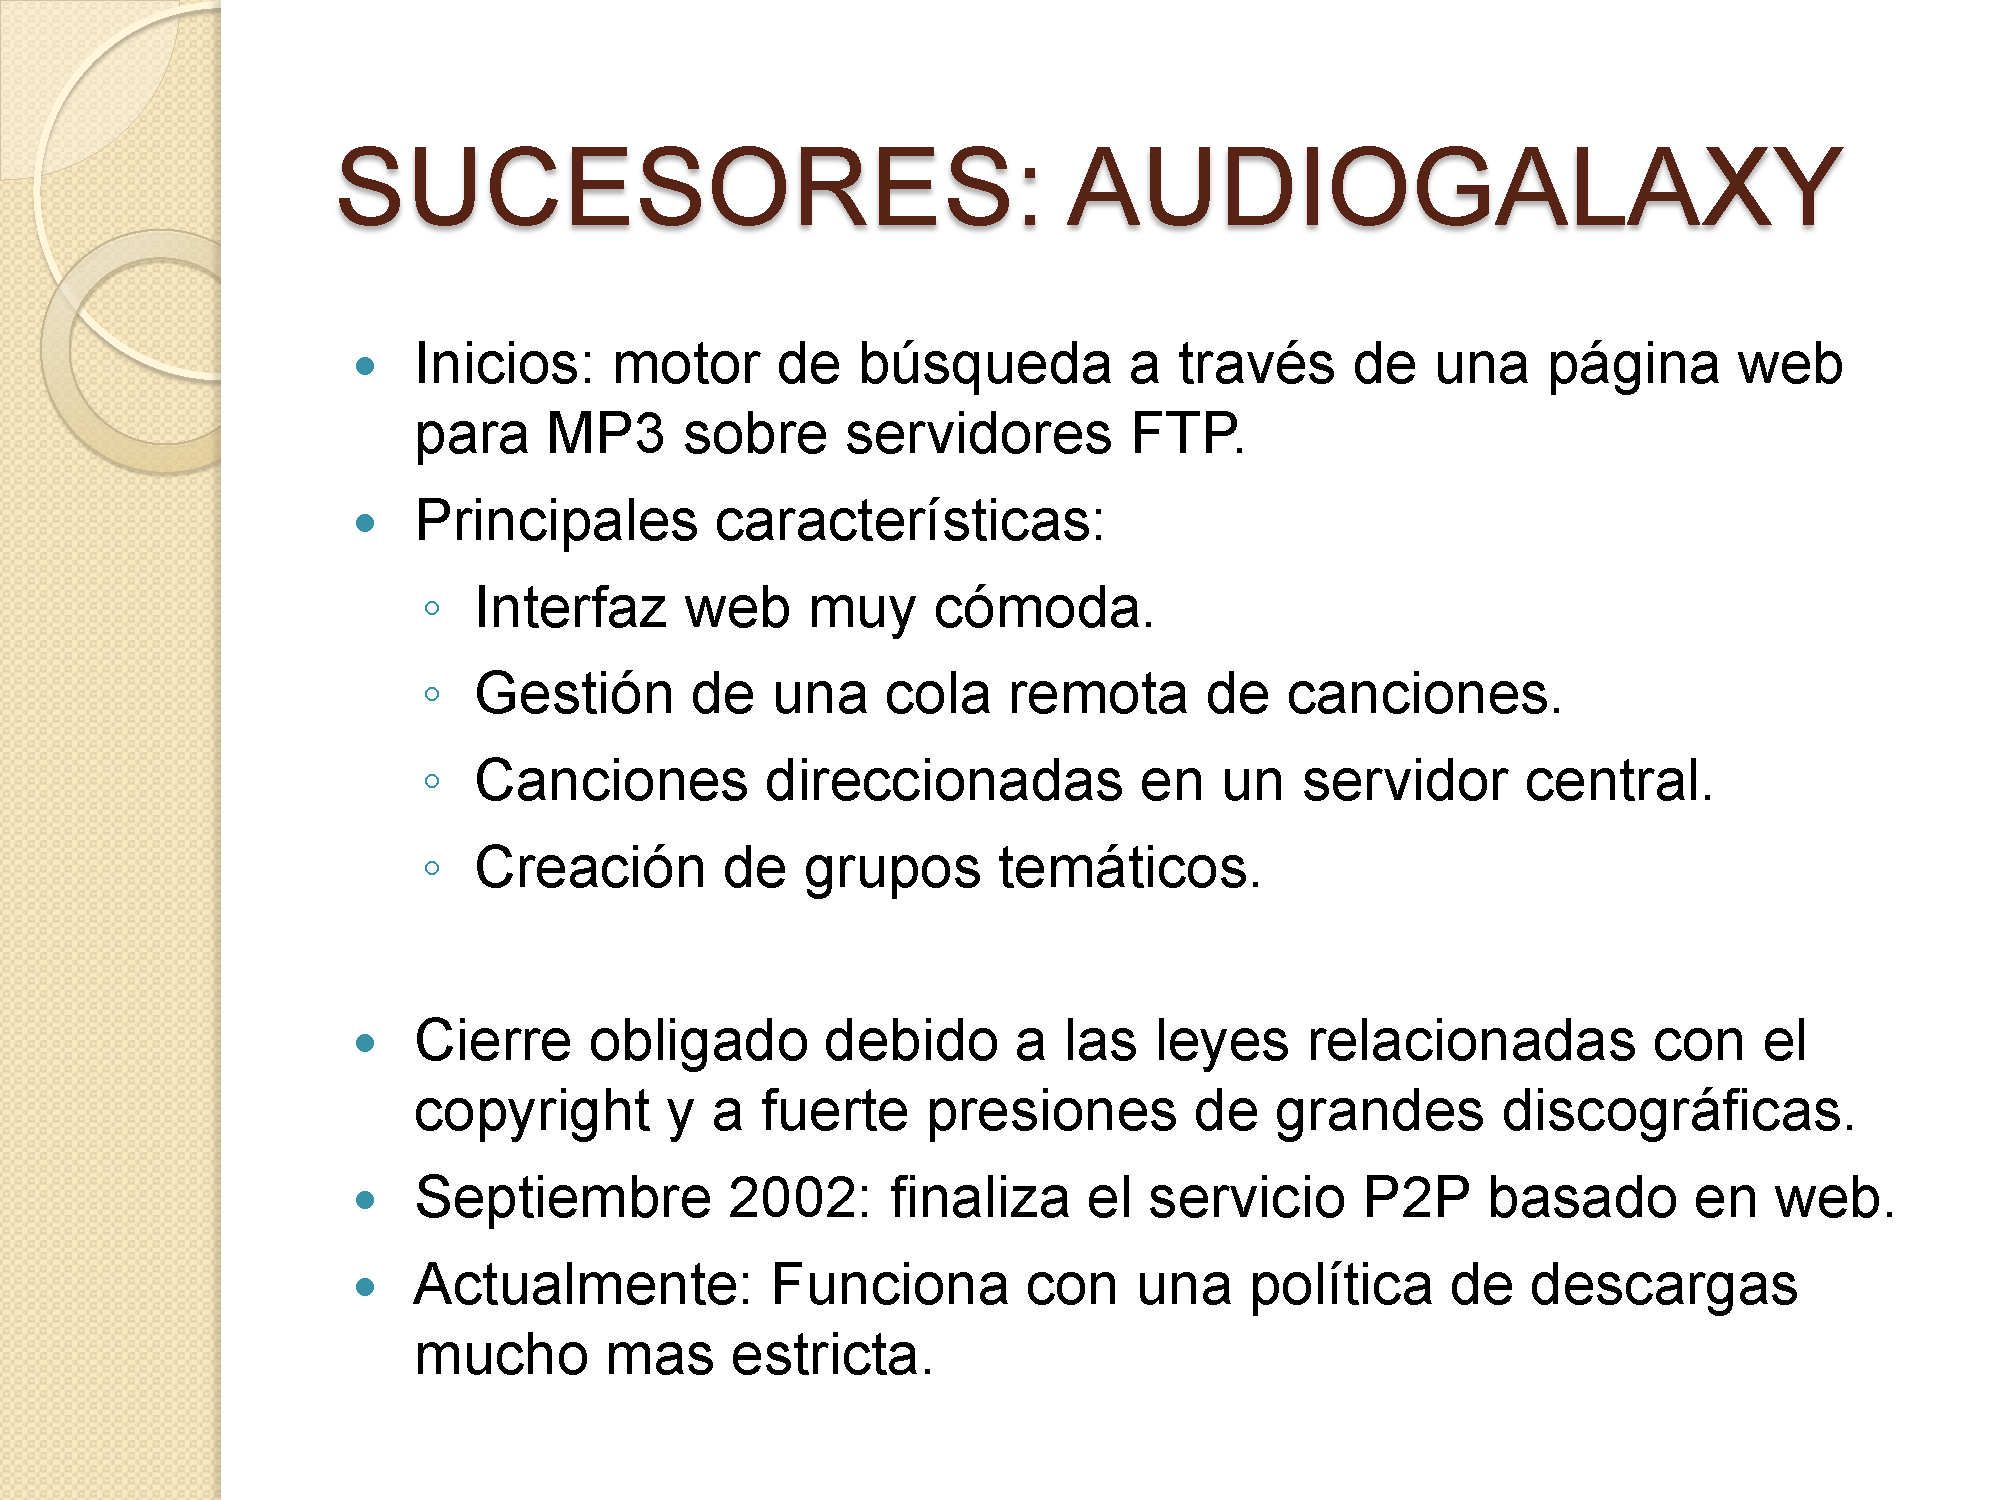 SUCESORES: AUDIOGALAXY
• Inicios: motor de búsqueda a través de una página web
para MP3 sobre servidores FTP.
• Principales características:
◦ Interfaz web muy cómoda.
◦ Gestión de una cola remota de canciones.
◦ Canciones direccionadas en un servidor central.
◦ Creación de grupos temáticos.
• Cierre obligado debido a las leyes relacionadas con el
copyright y a fuerte presiones de grandes discográficas.
• Septiembre 2002: finaliza el servicio P2P basado en web.
• Actualmente: Funciona con una política de descargas
mucho mas estricta.